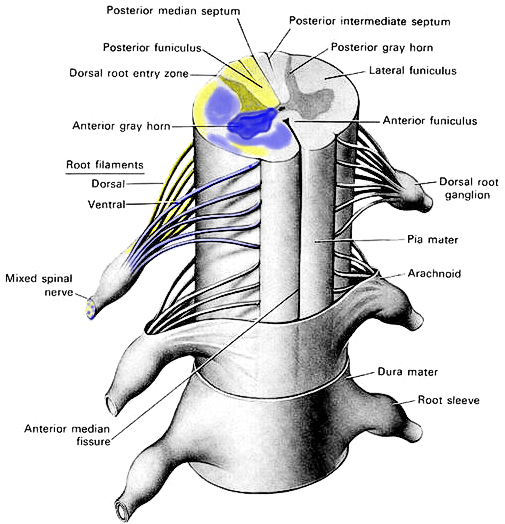 Posterior median septum
Posterior intermediate septum
Posterior funiculus
Posterior gray horn
Dorsal root entry zone
Lateral funiculus
Anterior gray horn
Anterior funiculus
Root filaments
Dorsal
Ventral
Dorsal root
ganglion
Pia mater
Mixed spinal
nerve
Arachnoid
Dura mater
Root sleeve
Anterior median
fissure